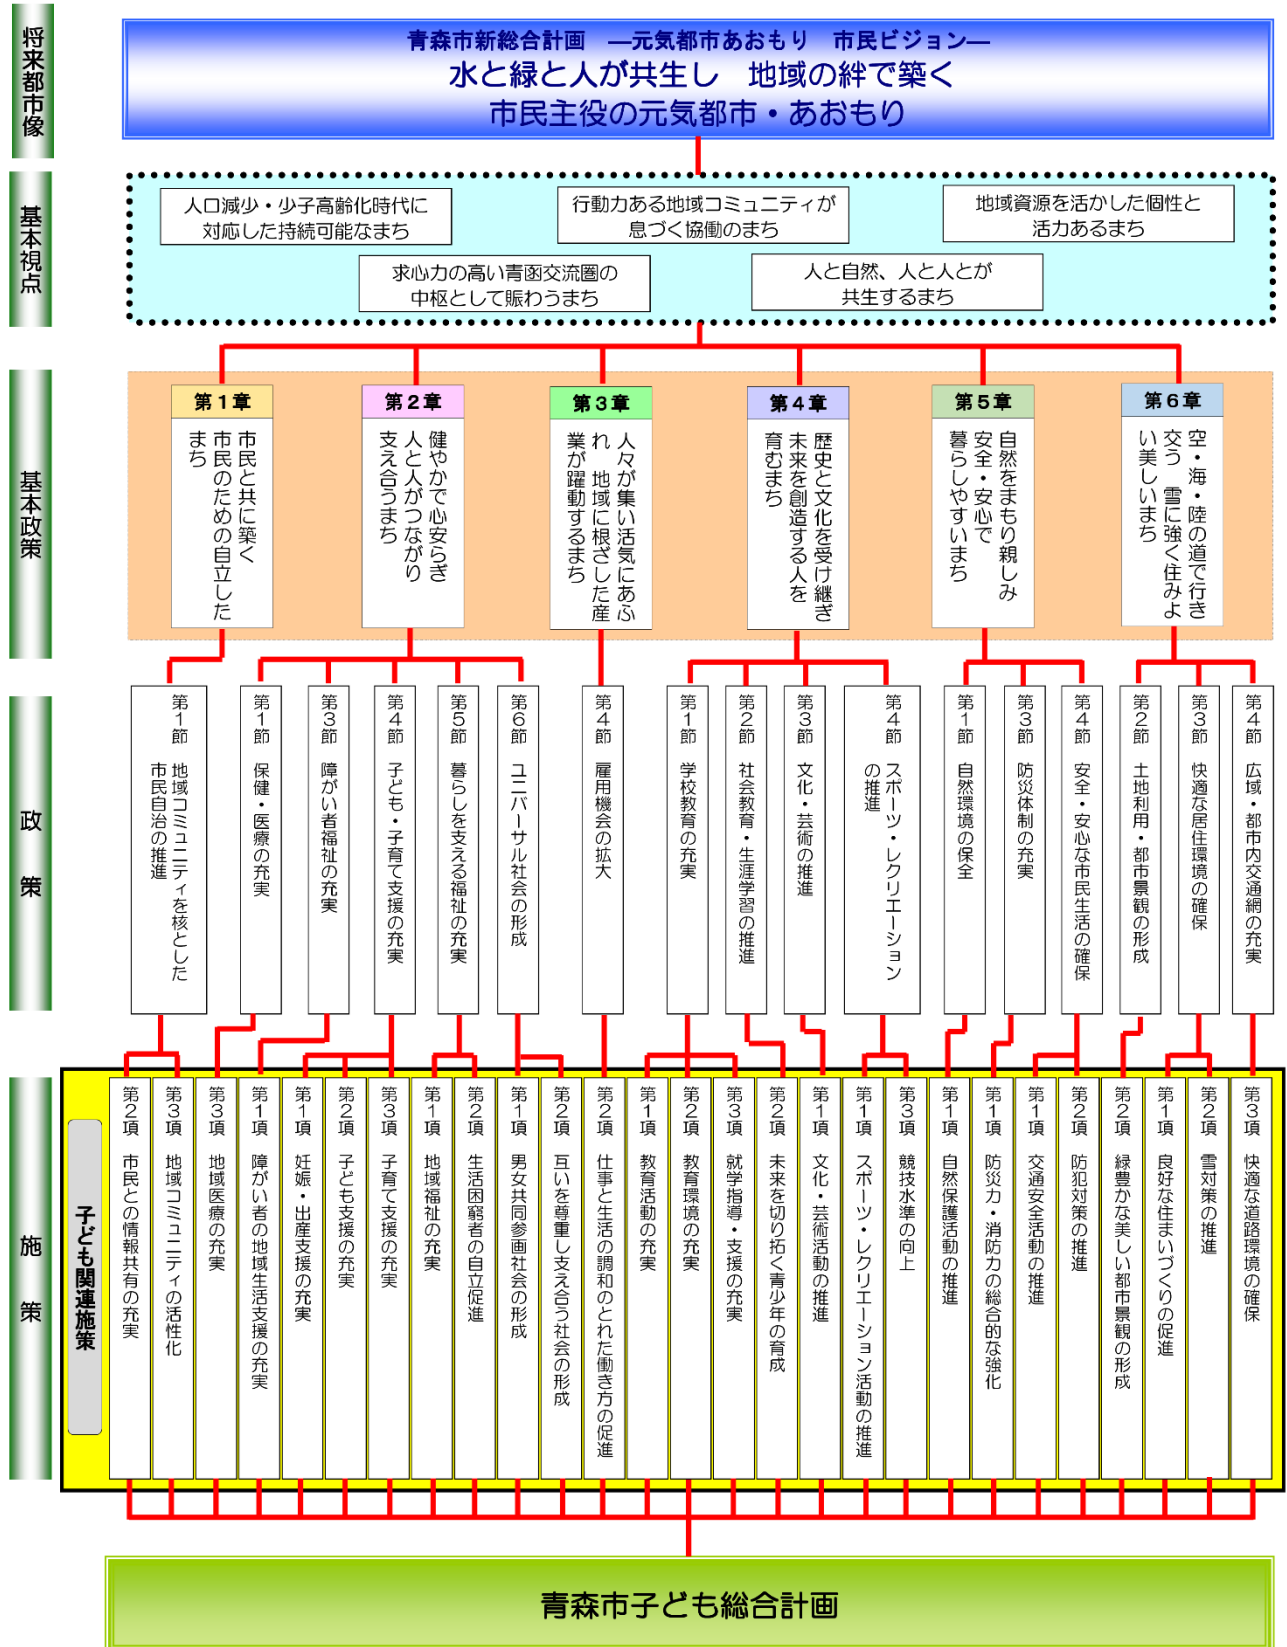 将来都市像
青森市新総合計画　―元気都市あおもり　市民ビジョン―
水と緑と人が共生し　地域の絆で築く
市民主役の元気都市・あおもり
基本視点
人口減少・少子高齢化時代に
対応した持続可能なまち
行動力ある地域コミュニティが
息づく協働のまち
地域資源を活かした個性と
活力あるまち
求心力の高い青函交流圏の
中枢として賑わうまち
人と自然、人と人とが
共生するまち
基本政策
第１章
市民と共に築く
市民のための自立した
まち
第２章
健やかで心安らぎ
人と人がつながり
支え合うまち
第３章
人々が集い活気にあふ
れ　地域に根ざした産
業が躍動するまち
第４章
歴史と文化を受け継ぎ
未来を創造する人を
育むまち
第５章
自然をまもり親しみ
安全・安心で
暮らしやすいまち
第６章
空・海・陸の道で行き
交う　雪に強く住みよ
い美しいまち
政策
第１節　地域コミュニティを核とした
市民自治の推進
第１節　保健・医療の充実
第３節　障がい者福祉の充実
第４節　子ども・子育て支援の充実
第５節　暮らしを支える福祉の充実
第６節　ユニバーサル社会の形成
第４節　雇用機会の拡大
第１節　学校教育の充実
第２節　社会教育・生涯学習の推進
第３節　文化・芸術の推進
第４節　スポーツ・レクリエーション
の推進
第１節　自然環境の保全
第３節　防災体制の充実
第４節　安全・安心な市民生活の確保
第２節　土地利用・都市景観の形成
第３節　快適な居住環境の確保
第４節　広域・都市内交通網の充実
施策
子ども関連施策
第２項　市民との情報共有の充実
第３項　地域コミュニティの活性化
第３項　地域医療の充実
第１項　障がい者の地域生活支援の充実
第１項　妊娠・出産支援の充実
第２項　子ども支援の充実
第３項　子育て支援の充実
第１項　地域福祉の充実
第２項　生活困窮者の自立促進
第１項　男女共同参画社会の形成
第２項　互いを尊重し支え合う社会の形成
第２項　仕事と生活の調和のとれた働き方の促進
第１項　教育活動の充実
第２項　教育環境の充実
第３項　就学指導・支援の充実
第２項　未来を切り拓く青少年の育成
第１項　文化・芸術活動の推進
第１項　スポーツ・レクリエーション活動の推進
第３項　競技水準の向上
第１項　自然保護活動の推進
第１項　防災力・消防力の総合的な強化
第１項　交通安全活動の推進
第２項　防犯対策の推進
第２項　緑豊かな美しい都市景観の形成
第１項　良好な住まいづくりの促進
第２項　雪対策の推進
第３項　快適な道路環境の確保
青森市子ども総合計画